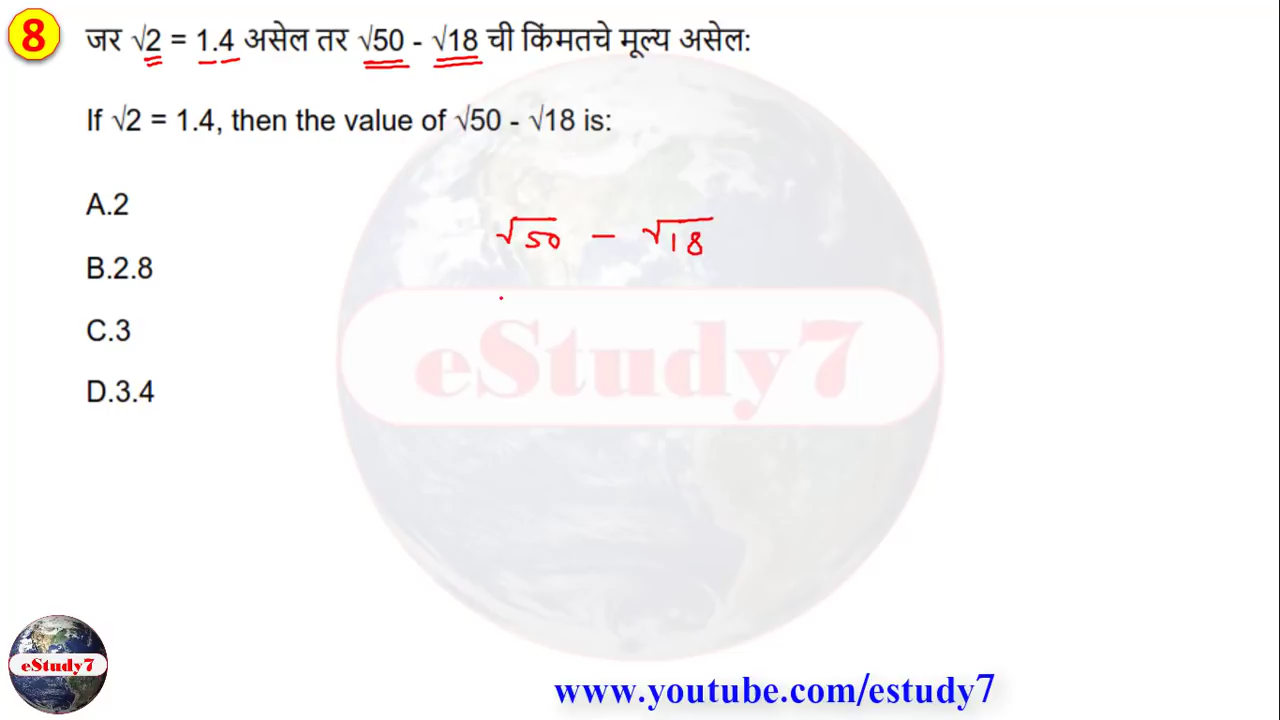 8
जर √2 = 1.4 असेल तर √50 - √18 ची किंमतचे मूल्य असेल:
If √2 = 1.4, then the value of √50 - √18 is:
A.2
√50 – √18
B.2.8
C.3
eStudy7
D.3.4
eStudy7
www.youtube.com/estudy7